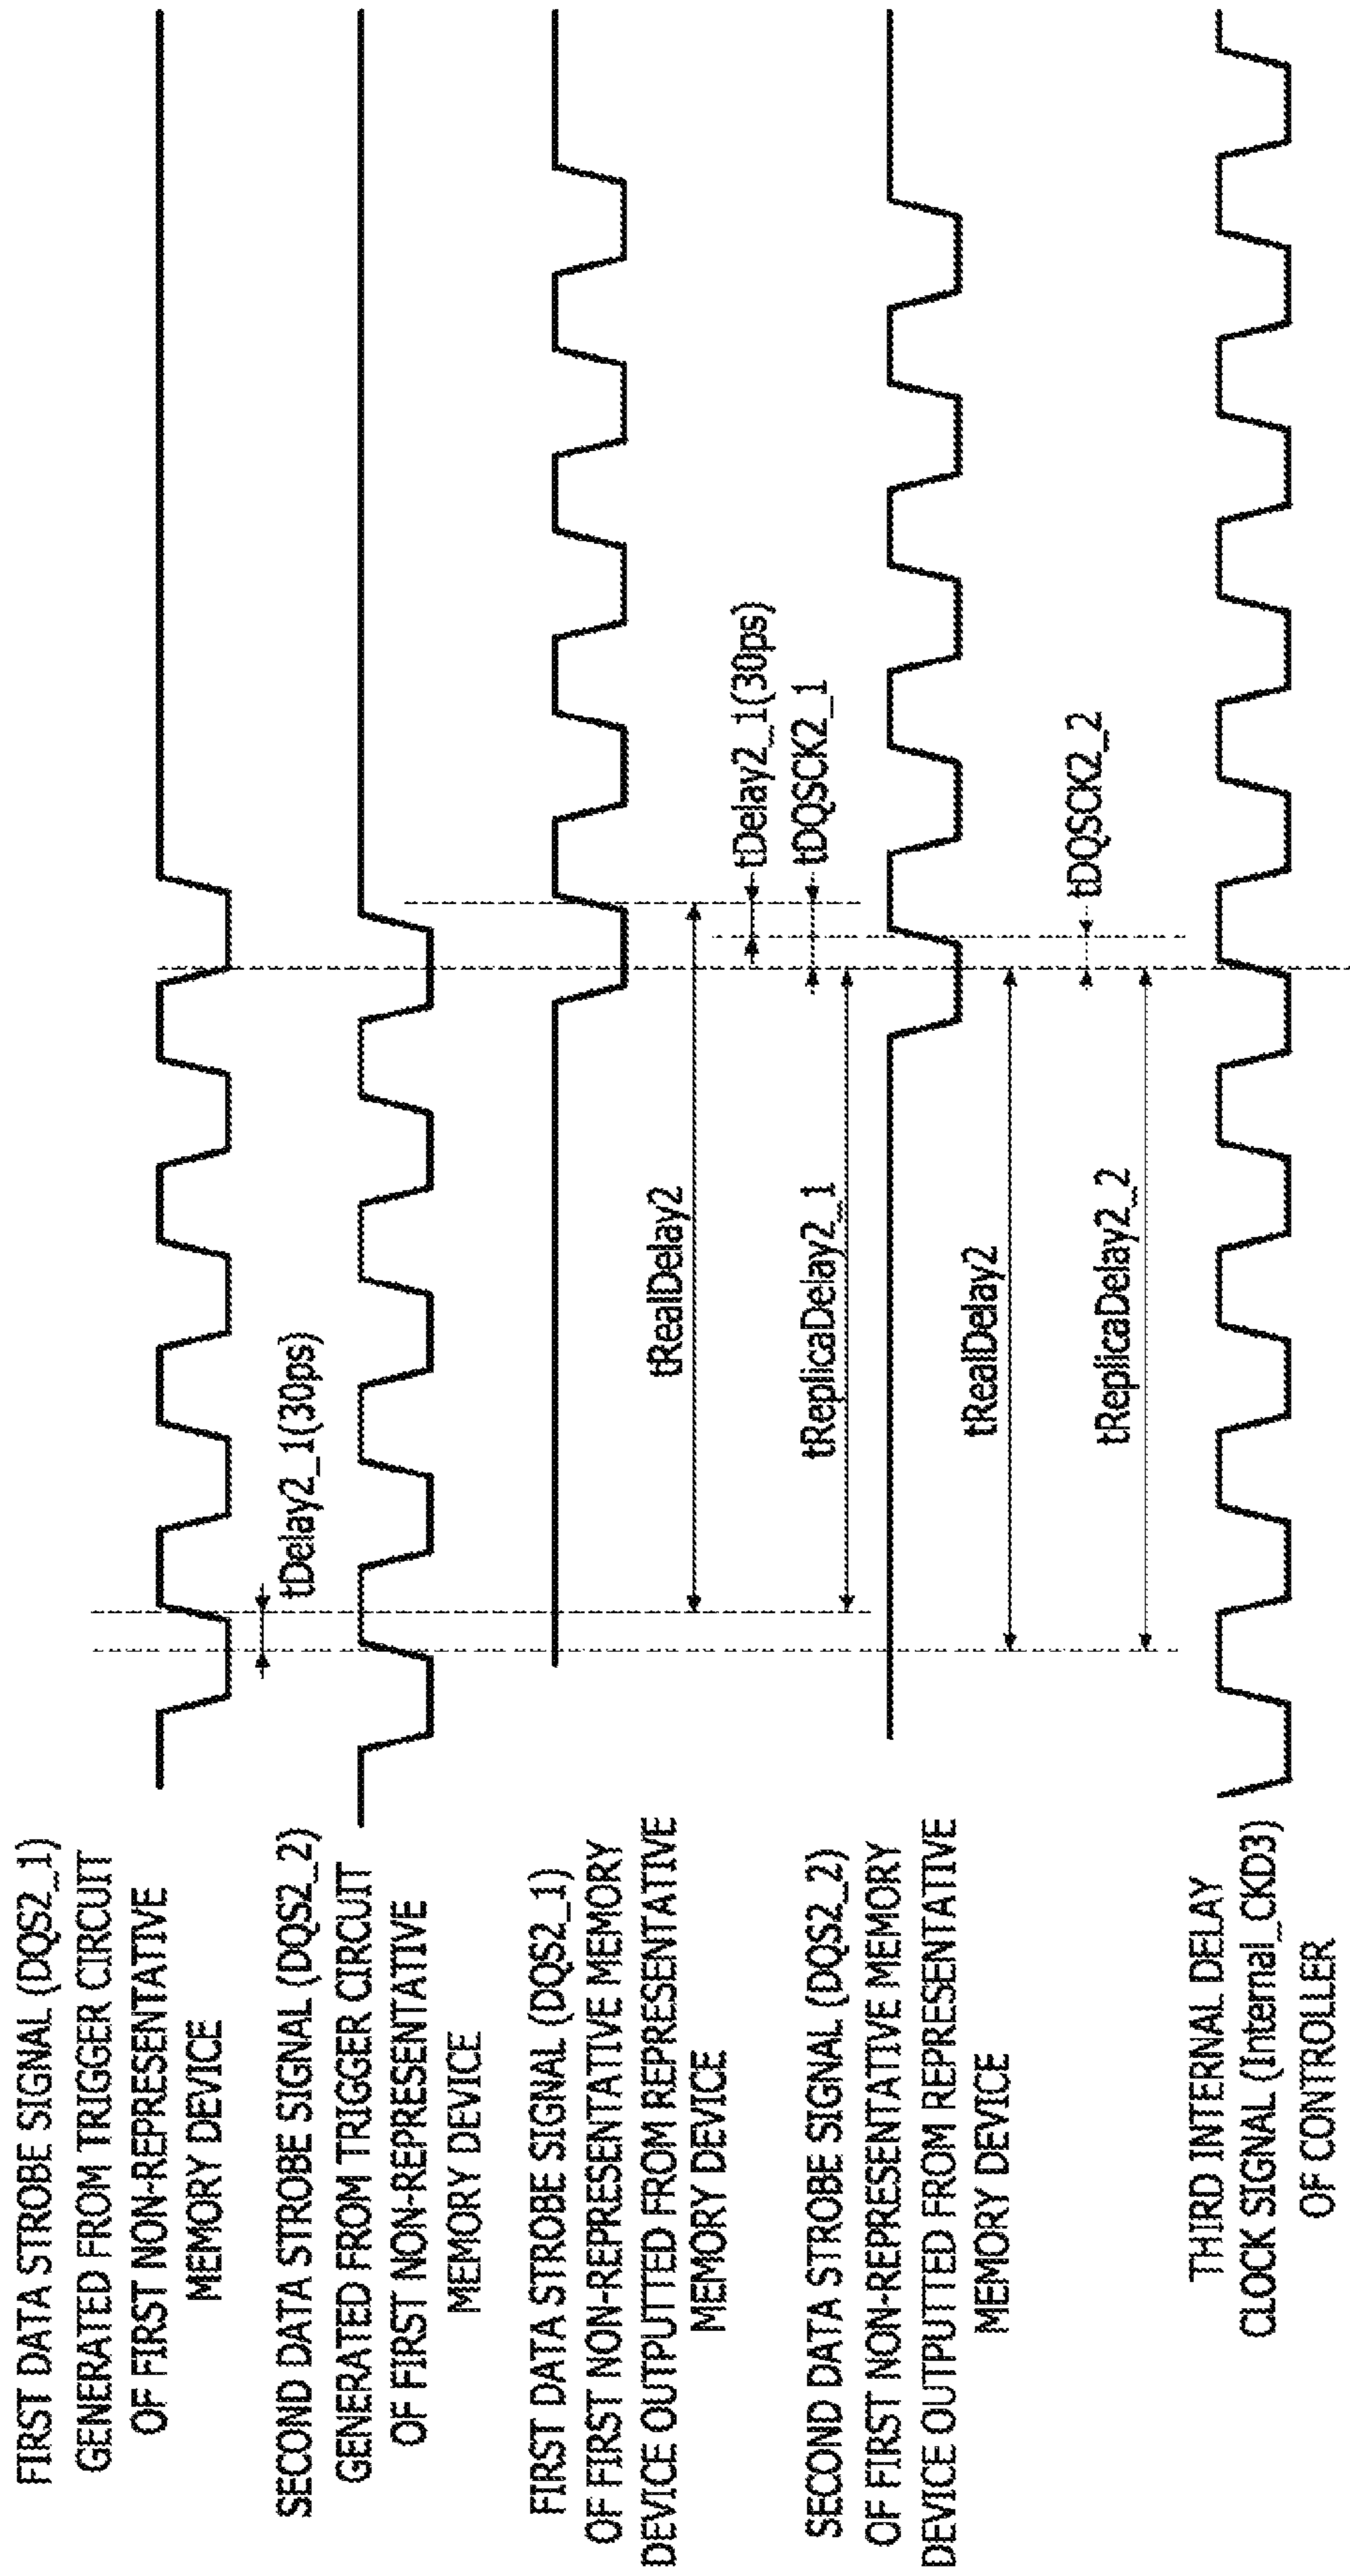 FIRST DATA STROBE SIGNAL (DQS2_1)
GENERATED FROM TRIGGER CIRCUIT
OF FIRST NON-REPRESENTATIVE
MEMORY DEVICE
tDelay2_1(30ps)
SECOND DATA STROBE SIGNAL (DQS2_2)
GENERATED FROM TRIGGER CIRCUIT
OF FIRST NON-REPRESENTATIVE
MEMORY DEVICE
FIRST DATA STROBE SIGNAL (DQS2_1)
OF FIRST NON-REPRESENTATIVE MEMORY
DEVICE OUTPUTTED FROM REPRESENTATIVE
MEMORY DEVICE
tRealDelay2
tDelay2_1(30ps)
tDQSCK2_1
tReplicaDelay2_1
SECOND DATA STROBE SIGNAL (DQS2_2)
OF FIRST NON-REPRESENTATIVE MEMORY
DEVICE OUTPUTTED FROM REPRESENTATIVE
MEMORY DEVICE
tRealDelay2
tDQSCK2_2
tReplicaDelay2_2
THIRD INTERNAL DELAY
CLOCK SIGNAL (Internal_CKD3)
OF CONTROLLER